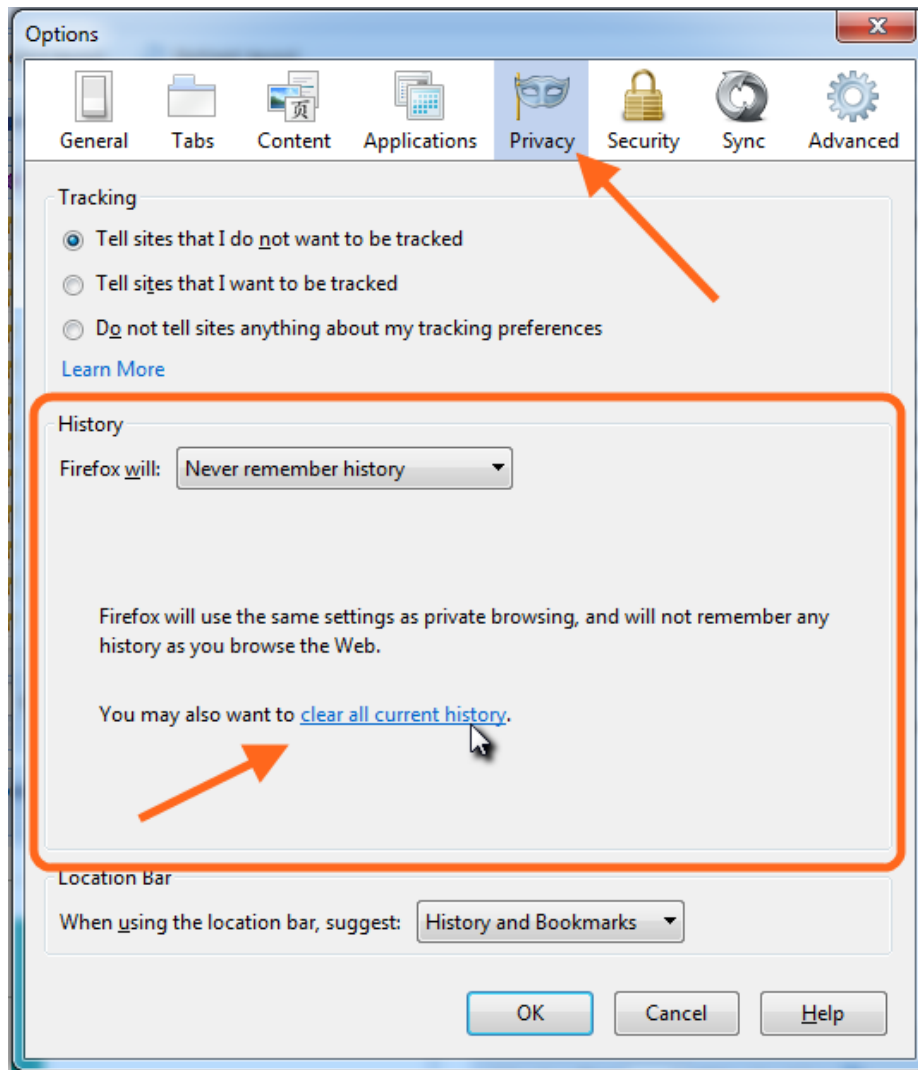 Options
General Tabs Content Applications Privacy Security Sync Advanced
页
Tracking
Tell sites that I do not want to be tracked
Tell sites that I want to be tracked
Do not tell sites anything about my tracking preferences
Learn More
History
Firefox will: Never remember history
Firefox will use the same settings as private browsing, and will not remember any
history as you browse the Web.
You may also want to clear all current history.
Location Bar
When using the location bar, suggest: History and Bookmarks
OK Cancel Help